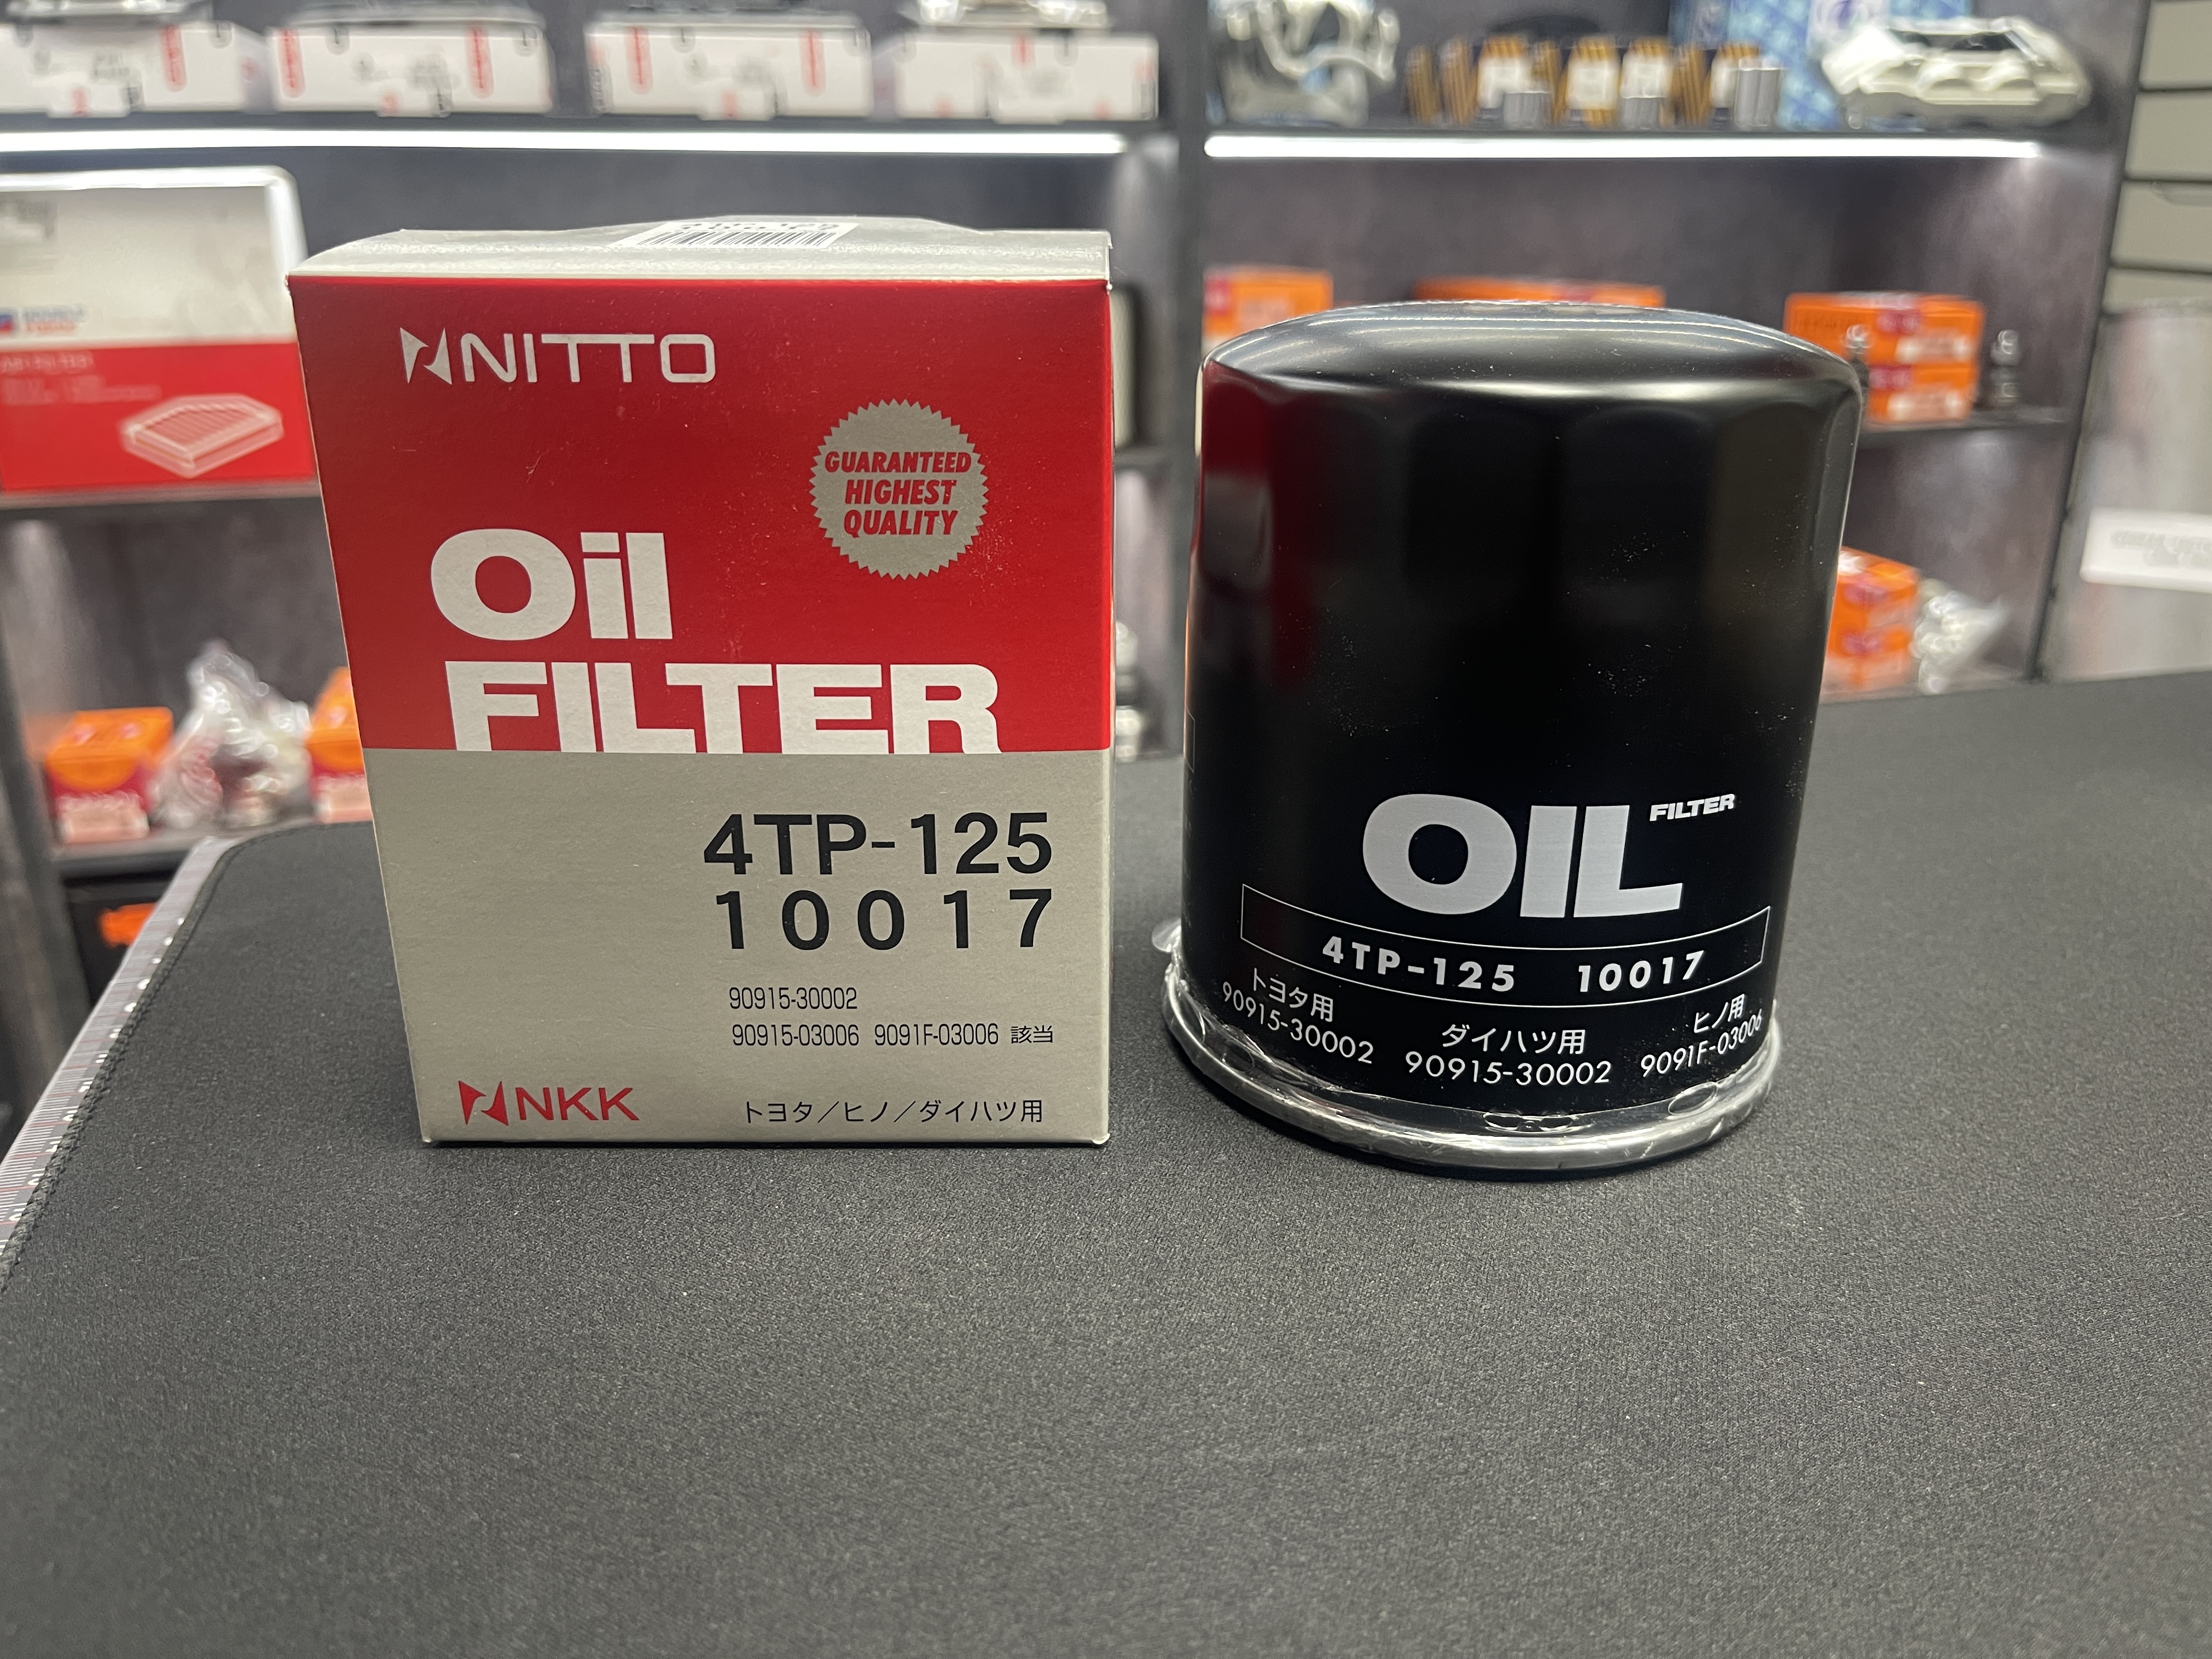 NITTO
GUARANTEED
HIGHEST
QUALITY
Oil
FILTER
4TP-125
10017
90915-30002
90915-03006 9091F-03006 該当
NKK
トヨタ／ヒノ／ダイハツ用
OIL FILTER
4TP-125 10017
トヨタ用
90915-30002
ダイハツ用
90915-30002
ヒノ用
9091F-03006